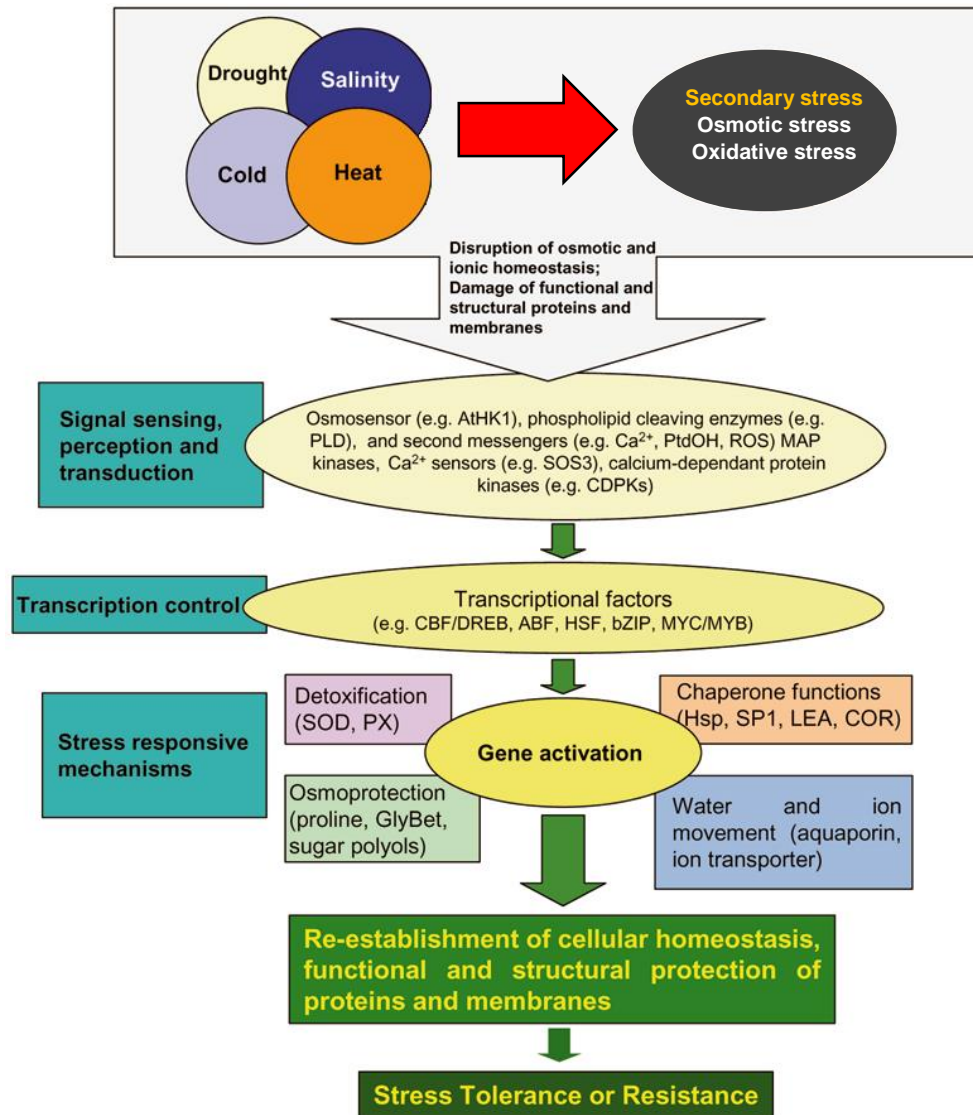 Drought
Salinity
Cold
Heat
Secondary stress
Osmotic stress
Oxidative stress
Disruption of osmotic and
ionic homeostasis;
Damage of functional and
structural proteins and
membranes
Signal sensing,
perception and
transduction
Osmosensor (e.g. AtHK1), phospholipid cleaving enzymes (e.g.
PLD), and second messengers (e.g. Ca²⁺, PtdOH, ROS) MAP
kinases, Ca²⁺ sensors (e.g. SOS3), calcium-dependant protein
kinases (e.g. CDPKs)
Transcription control
Transcriptional factors
(e.g. CBF/DREB, ABF, HSF, bZIP, MYC/MYB)
Stress responsive
mechanisms
Detoxification
(SOD, PX)
Chaperone functions
(Hsp, SP1, LEA, COR)
Gene activation
Osmoprotection
(proline, GlyBet,
sugar polyols)
Water and ion
movement (aquaporin,
ion transporter)
Re-establishment of cellular homeostasis,
functional and structural protection of
proteins and membranes
Stress Tolerance or Resistance